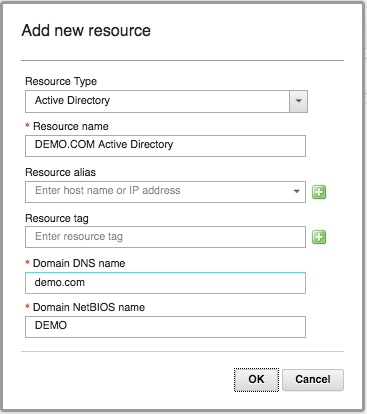 Add new resource
Resource Type
Active Directory
* Resource name
DEMO.COM Active Directory
Resource alias
Enter host name or IP address
Resource tag
Enter resource tag
* Domain DNS name
demo.com
* Domain NetBIOS name
DEMO
OK Cancel